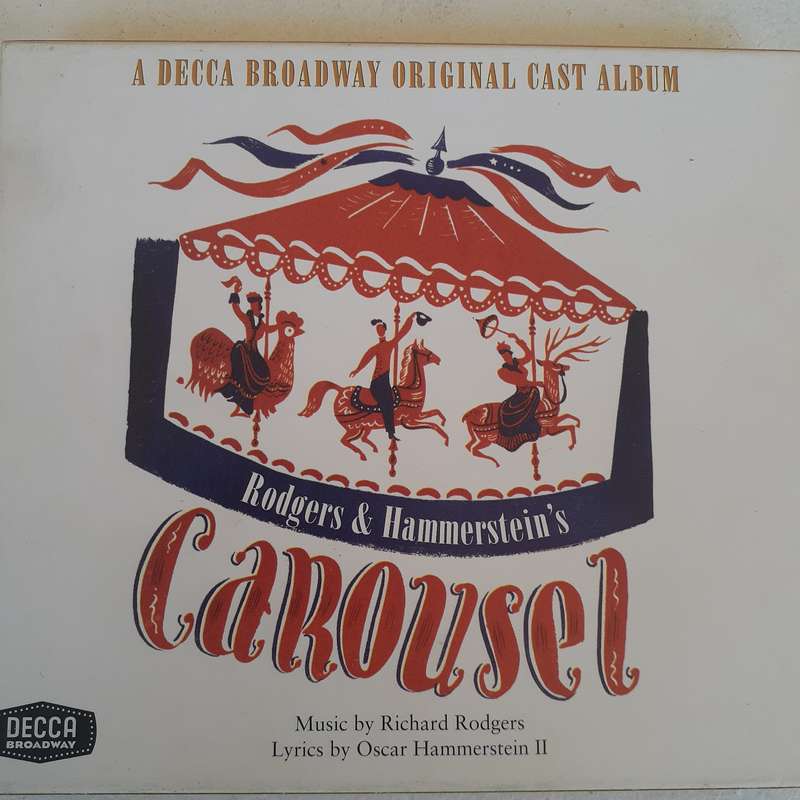 A DECCA BROADWAY ORIGINAL CAST ALBUM
Rodgers & Hammerstein's
CAROUSEL
Music by Richard Rodgers
Lyrics by Oscar Hammerstein II
DECCA
BROADWAY